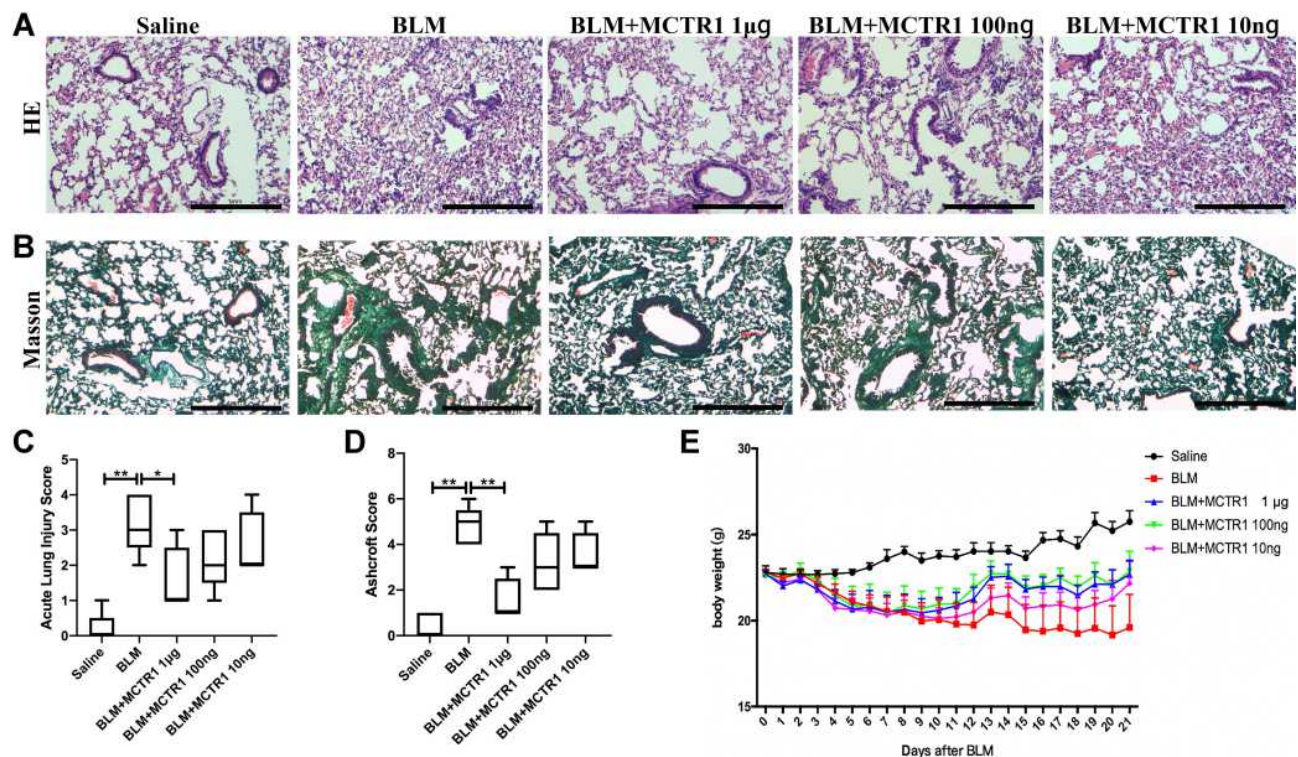 A
Saline
BLM
BLM+MCTR1 1μg
BLM+MCTR1 100ng
BLM+MCTR1 10ng
HE
B
Masson
C
Acute Lung Injury Score
5
4
3
2
1
0
**
*
Saline
BLM
BLM+MCTR1 1μg
BLM+MCTR1 100ng
BLM+MCTR1 10ng
D
Ashcroft Score
8
6
4
2
0
**
**
Saline
BLM
BLM+MCTR1 1μg
BLM+MCTR1 100ng
BLM+MCTR1 10ng
E
body weight (g)
30
25
20
15
0 1 2 3 4 5 6 7 8 9 10 11 12 13 14 15 16 17 18 19 20 21
Days after BLM
Saline
BLM
BLM+MCTR1 1 μg
BLM+MCTR1 100ng
BLM+MCTR1 10ng